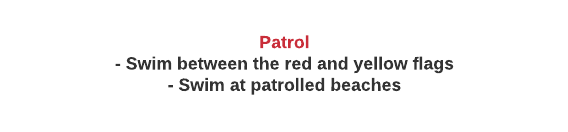 Patrol
- Swim between the red and yellow flags
- Swim at patrolled beaches